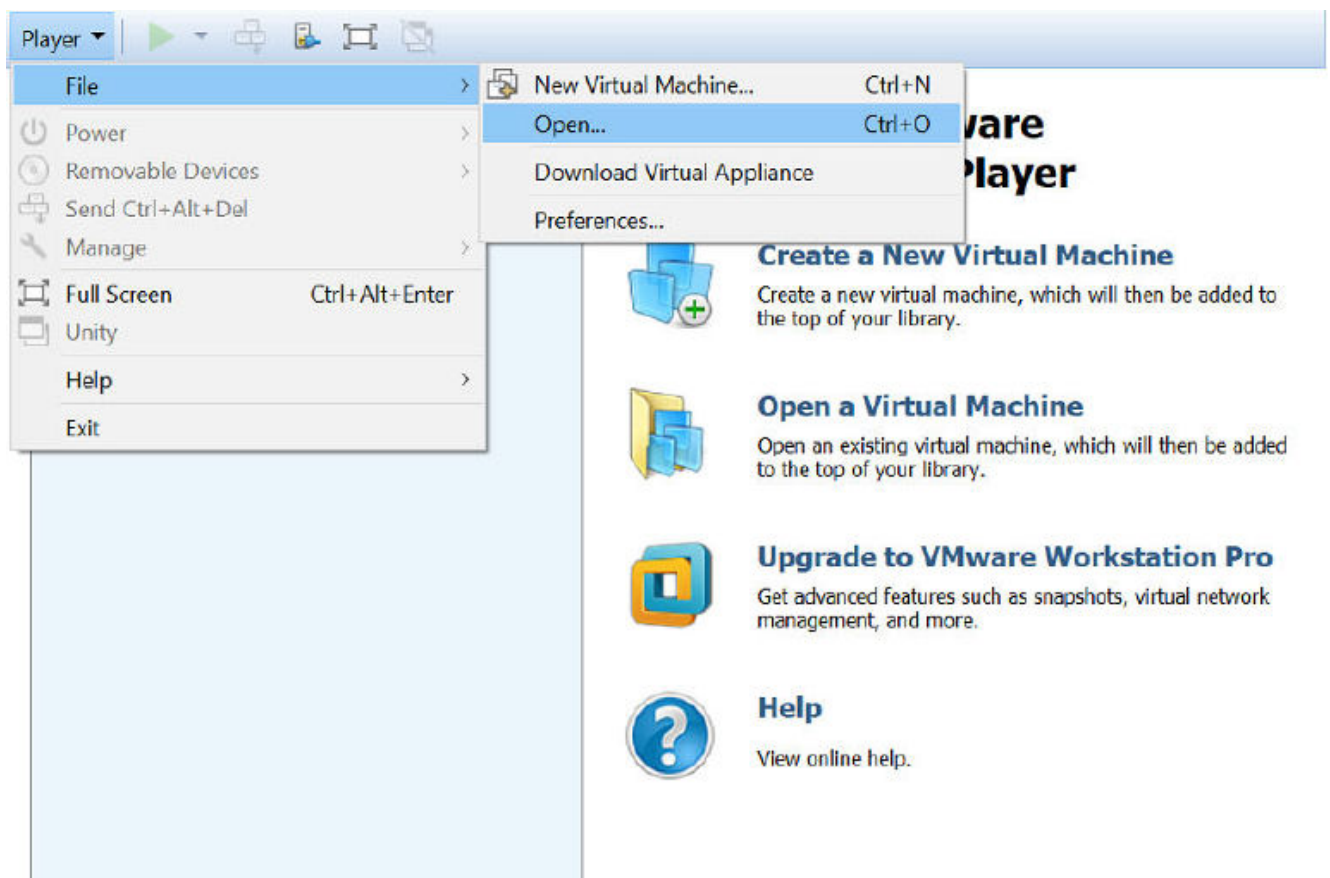 Player
File
New Virtual Machine... Ctrl+N
Open... Ctrl+O
Download Virtual Appliance
Preferences...
Power
Removable Devices
Send Ctrl+Alt+Del
Manage
Full Screen Ctrl+Alt+Enter
Unity
Help
Exit
ware
Player
Create a New Virtual Machine
Create a new virtual machine, which will then be added to
the top of your library.
Open a Virtual Machine
Open an existing virtual machine, which will then be added
to the top of your library.
Upgrade to VMware Workstation Pro
Get advanced features such as snapshots, virtual network
management, and more.
Help
View online help.